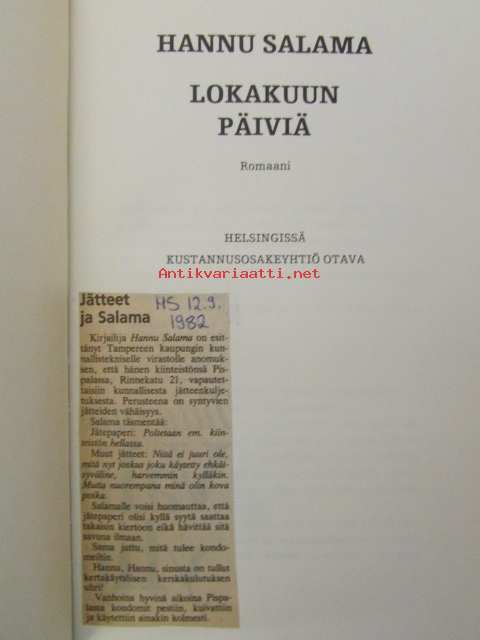 HANNU SALAMA
LOKAKUUN
PÄIVIÄ
Romaani
HELSINGISSÄ
KUSTANNUSOSAKEYHTIÖ OTAVA
Antikvariaatti.net
Jätteet
ja Salama
HS 12.9.
1982
Kirjailija Hannu Salama on esit-
tänyt Tampereen kaupungin kun-
nallistekniselle virastolle anomuk-
sen, että hänen kiinteistönsä Pis-
palassa, Rinnekatu 21, vapautet-
taisiin kunnallisesta jätteenkulje-
tuksesta. Perusteena on syntyvien
jätteiden vähäisyys.
Salama täsmentää:
Jätepaperi: Poltetaan em. kiin-
teistön hellassa.
Muut jätteet: Niitä ei juuri ole,
mitä nyt joskus joku käytetty ehkäi-
syväline, harvemmin kylläkin.
Mutta nuorempana minä olin kova
poika.
Salamalle voisi huomauttaa, että
jätepaperi olisi kyllä syytä saattaa
takaisin kiertoon eikä hävittää sitä
savuna ilmaan.
Sama juttu, mitä tulee kondo-
meihin.
Hannu, Hannu, sinusta on tullut
kertakäyttöisen kerskakulutuksen
uhri!
Vanhoina hyvinä aikoina Pispa-
lassa kondomit pestiin, kuivattiin
ja käytettiin ainakin kolmesti.